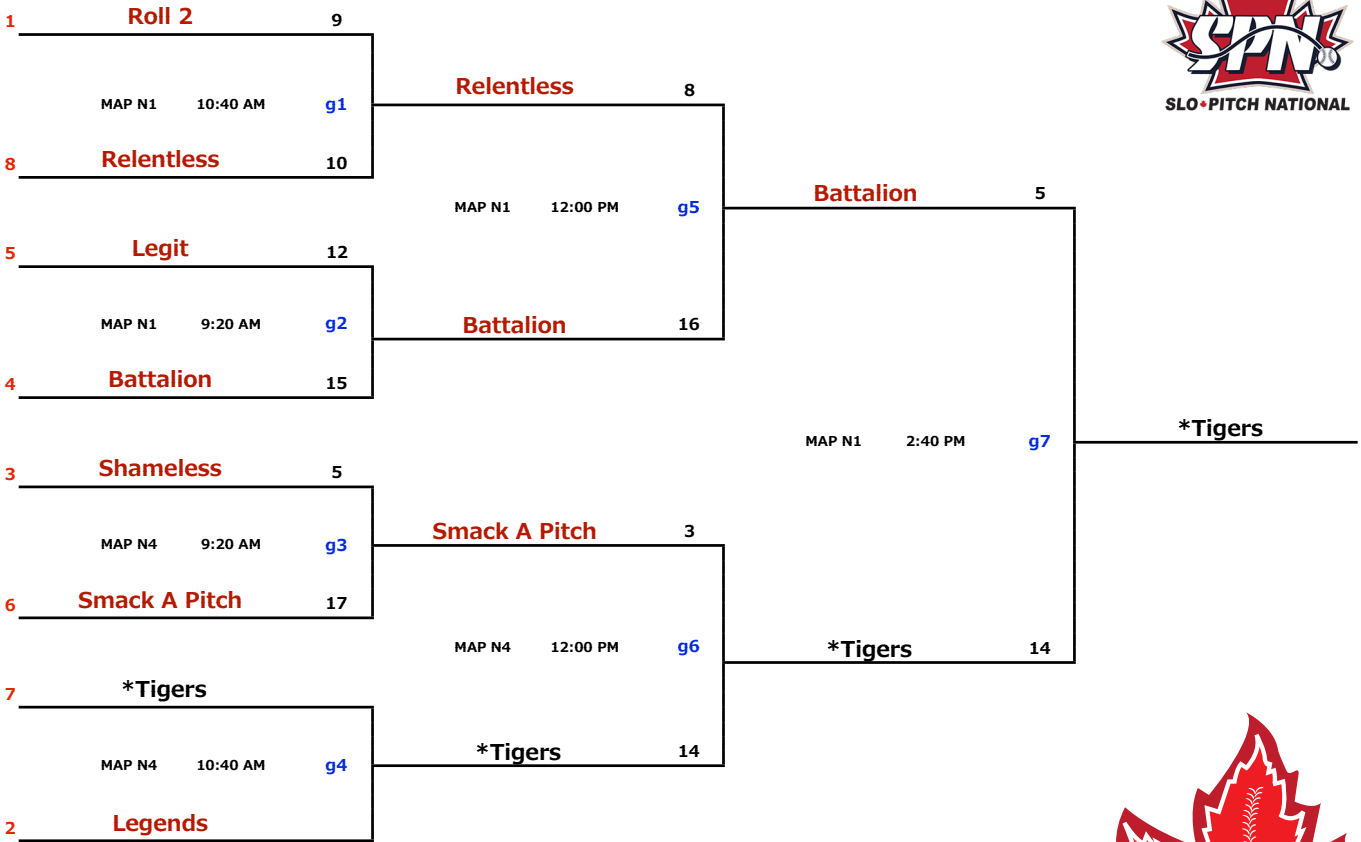 1 Roll 2 9
SPN
SLO PITCH NATIONAL
Relentless 8
MAP N1 10:40 AM g1
8 Relentless 10
Battalion 5
MAP N1 12:00 PM g5
5 Legit 12
MAP N1 9:20 AM g2
Battalion 16
4 Battalion 15
*Tigers
MAP N1 2:40 PM g7
3 Shameless 5
Smack A Pitch 3
MAP N4 9:20 AM g3
6 Smack A Pitch 17
MAP N4 12:00 PM g6
*Tigers 14
7 *Tigers
*Tigers 14
MAP N4 10:40 AM g4
2 Legends